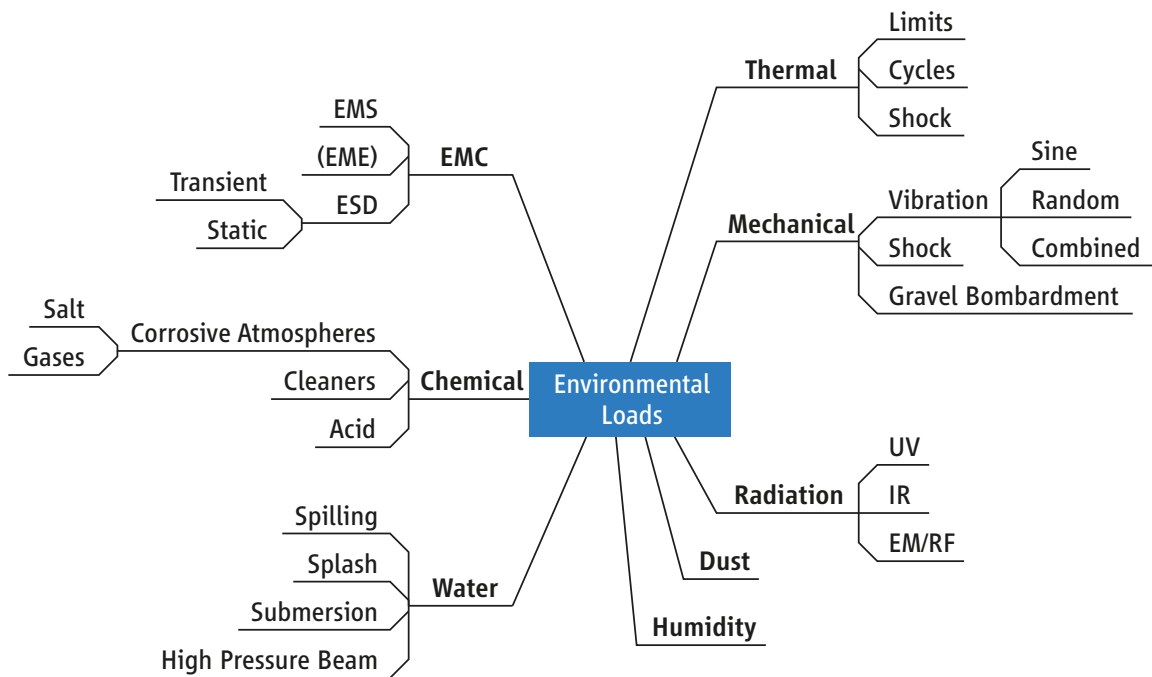 Limits
Thermal
Cycles
Shock
EMS
(EME)
EMC
Transient
ESD
Static
Sine
Vibration
Random
Mechanical
Shock
Combined
Gravel Bombardment
Salt
Corrosive Atmospheres
Gases
Cleaners
Chemical
Acid
Environmental
Loads
UV
Radiation
IR
EM/RF
Dust
Humidity
Spilling
Splash
Water
Submersion
High Pressure Beam